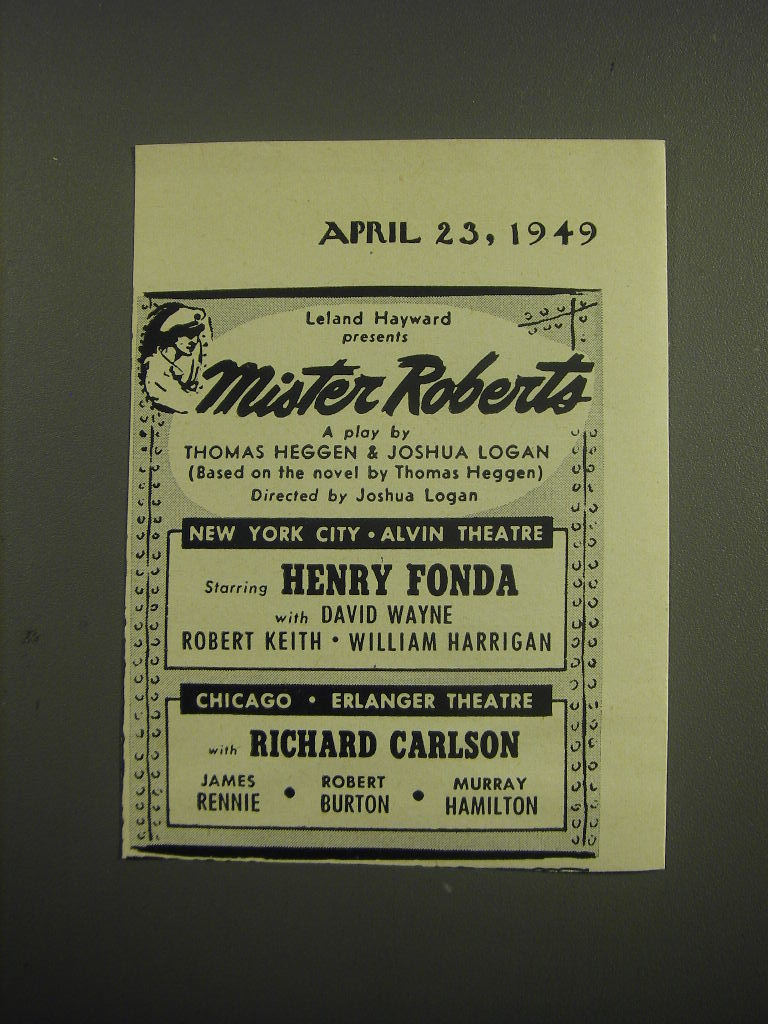 APRIL 23, 1949
Leland Hayward
presents
Mister Roberts
A play by
THOMAS HEGGEN & JOSHUA LOGAN
(Based on the novel by Thomas Heggen)
Directed by Joshua Logan
NEW YORK CITY • ALVIN THEATRE
Starring HENRY FONDA
with DAVID WAYNE
ROBERT KEITH • WILLIAM HARRIGAN
CHICAGO • ERLANGER THEATRE
with RICHARD CARLSON
JAMES RENNIE • ROBERT BURTON • MURRAY HAMILTON